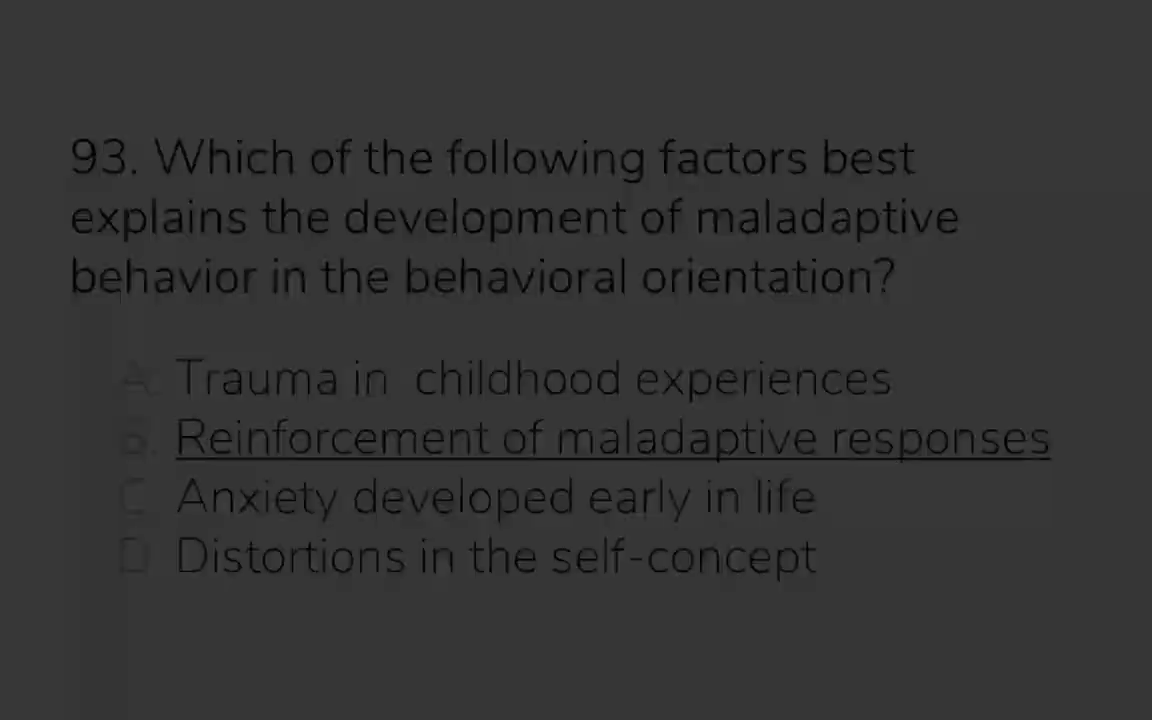 93. Which of the following factors best
explains the development of maladaptive
behavior in the behavioral orientation?
A. Trauma in childhood experiences
B. Reinforcement of maladaptive responses
C. Anxiety developed early in life
D. Distortions in the self-concept